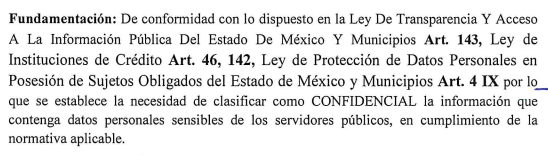 Fundamentación: De conformidad con lo dispuesto en la Ley De Transparencia Y Acceso
A La Información Pública Del Estado De México Y Municipios Art. 143, Ley de
Instituciones de Crédito Art. 46, 142, Ley de Protección de Datos Personales en
Posesión de Sujetos Obligados del Estado de México y Municipios Art. 4 IX por lo
que se establece la necesidad de clasificar como CONFIDENCIAL la información que
contenga datos personales sensibles de los servidores públicos, en cumplimiento de la
normativa aplicable.